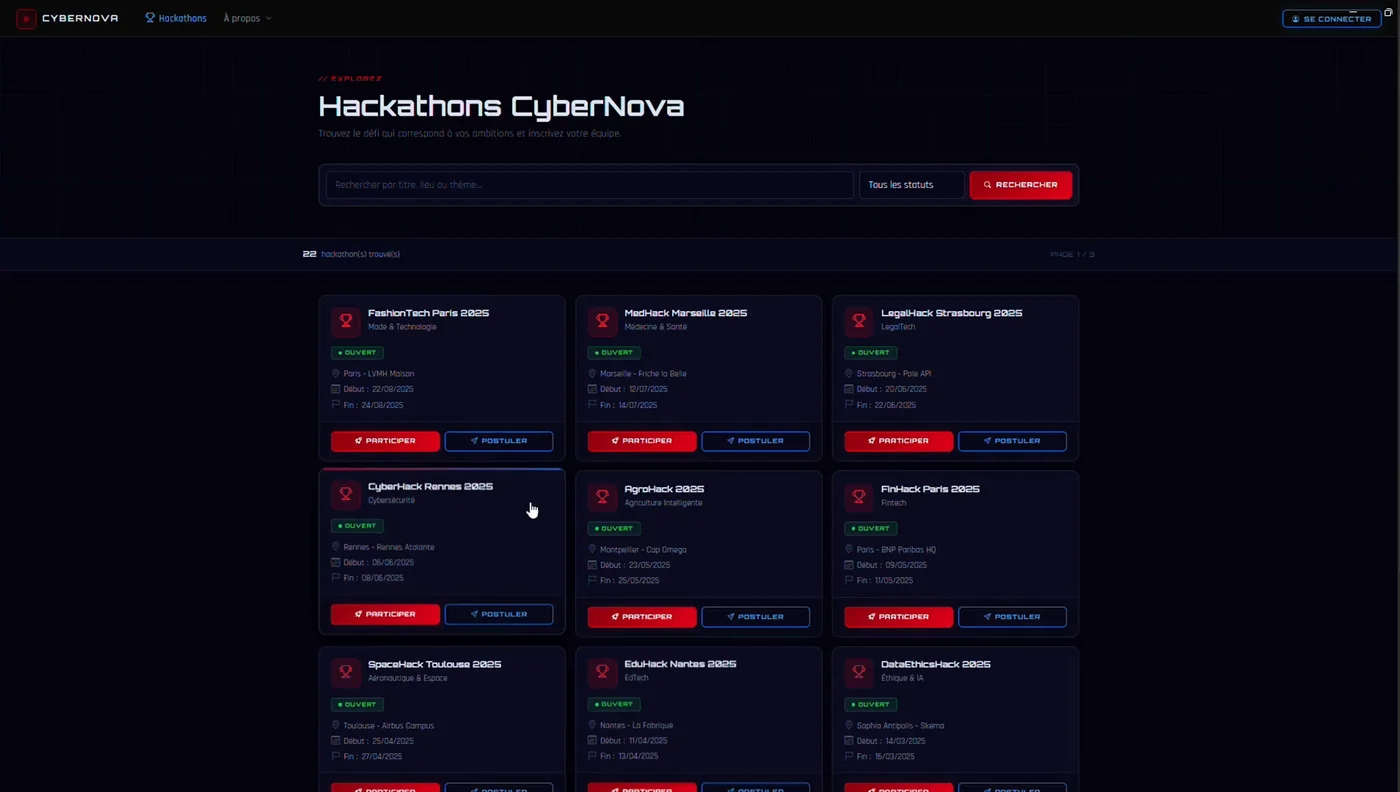 CYBERNOVA
Hackathons
À propos
SE CONNECTER
// EXPLOREZ
Hackathons CyberNova
Trouvez le défi qui correspond à vos ambitions et inscrivez votre équipe.
Rechercher par titre, lieu ou thème...
Tous les statuts
RECHERCHER
22 hackathon(s) trouvé(s)
PAGE 1 / 3
FashionTech Paris 2025
Mode & Technologie
OUVERT
Paris - LVMH Maison
Début : 22/08/2025
Fin : 24/08/2025
PARTICIPER
POSTULER
MedHack Marseille 2025
Médecine & Santé
OUVERT
Marseille - Friche la Belle
Début : 12/07/2025
Fin : 14/07/2025
PARTICIPER
POSTULER
LegalHack Strasbourg 2025
LegalTech
OUVERT
Strasbourg - Pole API
Début : 20/06/2025
Fin : 22/06/2025
PARTICIPER
POSTULER
CyberHack Rennes 2025
Cybersécurité
OUVERT
Rennes - Rennes Atalante
Début : 06/06/2025
Fin : 08/06/2025
PARTICIPER
POSTULER
AgroHack 2025
Agriculture Intelligente
OUVERT
Montpellier - Cap Omega
Début : 23/05/2025
Fin : 25/05/2025
PARTICIPER
POSTULER
FinHack Paris 2025
Fintech
OUVERT
Paris - BNP Paribas HQ
Début : 09/05/2025
Fin : 11/05/2025
PARTICIPER
POSTULER
SpaceHack Toulouse 2025
Aéronautique & Espace
OUVERT
Toulouse - Airbus Campus
Début : 25/04/2025
Fin : 27/04/2025
PARTICIPER
POSTULER
EduHack Nantes 2025
EdTech
OUVERT
Nantes - La Fabrique
Début : 11/04/2025
Fin : 13/04/2025
PARTICIPER
POSTULER
DataEthicsHack 2025
Éthique & IA
OUVERT
Sophia Antipolis - Skema
Début : 14/03/2025
Fin : 16/03/2025
PARTICIPER
POSTULER